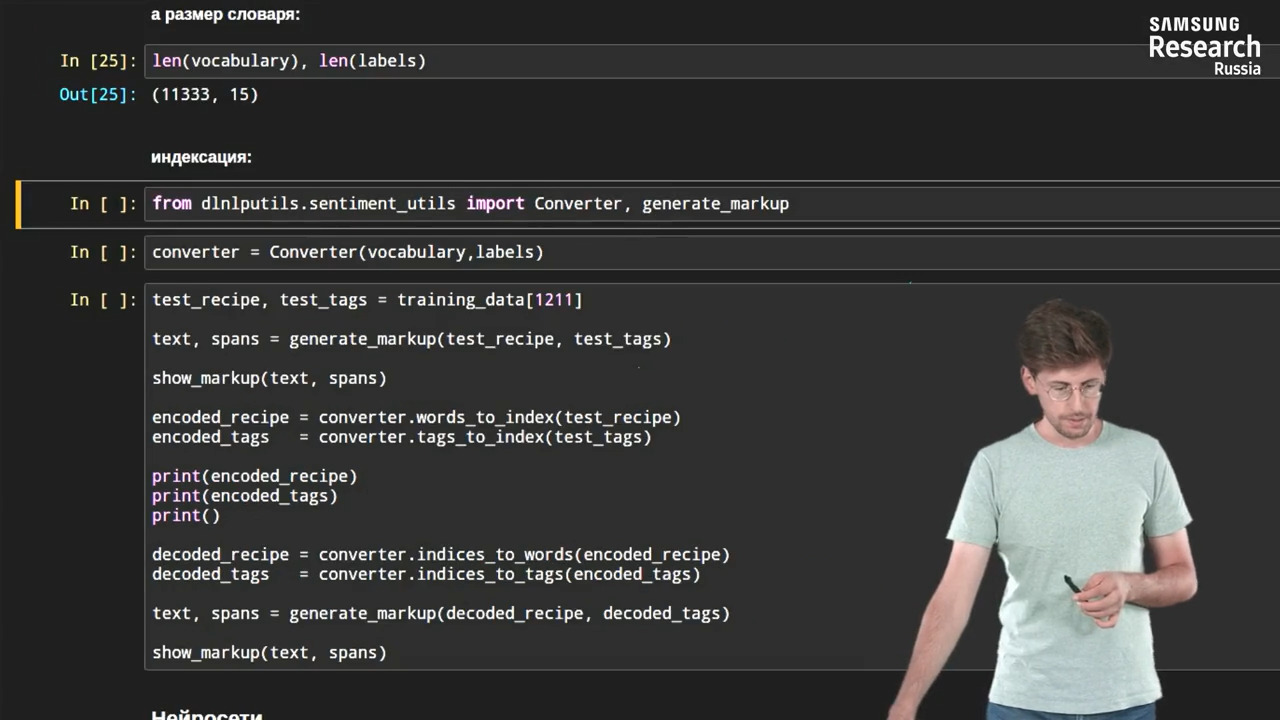 а размер словаря:
SAMSUNG
Research
Russia
In [25]: len(vocabulary), len(labels)
Out[25]: (11333, 15)
индексация:
In [ ]: from dlnlputils.sentiment_utils import Converter, generate_markup
In [ ]: converter = Converter(vocabulary,labels)
In [ ]: test_recipe, test_tags = training_data[1211]
text, spans = generate_markup(test_recipe, test_tags)
show_markup(text, spans)
encoded_recipe = converter.words_to_index(test_recipe)
encoded_tags   = converter.tags_to_index(test_tags)
print(encoded_recipe)
print(encoded_tags)
print()
decoded_recipe = converter.indices_to_words(encoded_recipe)
decoded_tags   = converter.indices_to_tags(encoded_tags)
text, spans = generate_markup(decoded_recipe, decoded_tags)
show_markup(text, spans)
Нейросети